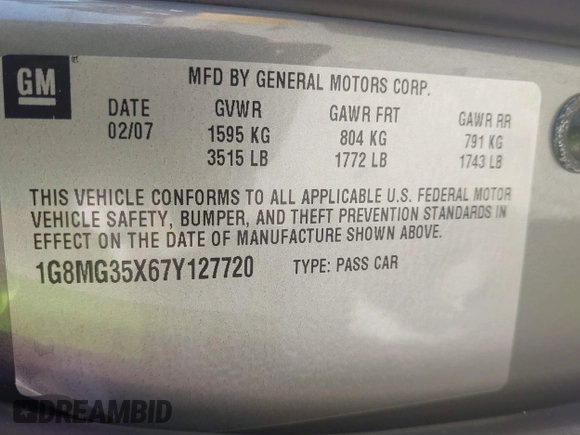 GM
MFD BY GENERAL MOTORS CORP.
DATE GVWR GAWR FRT GAWR RR
02/07 1595 KG 804 KG 791 KG
3515 LB 1772 LB 1743 LB
THIS VEHICLE CONFORMS TO ALL APPLICABLE U.S. FEDERAL MOTOR
VEHICLE SAFETY, BUMPER, AND THEFT PREVENTION STANDARDS IN
EFFECT ON THE DATE OF MANUFACTURE SHOWN ABOVE.
1G8MG35X67Y127720 TYPE: PASS CAR
DREAMBID